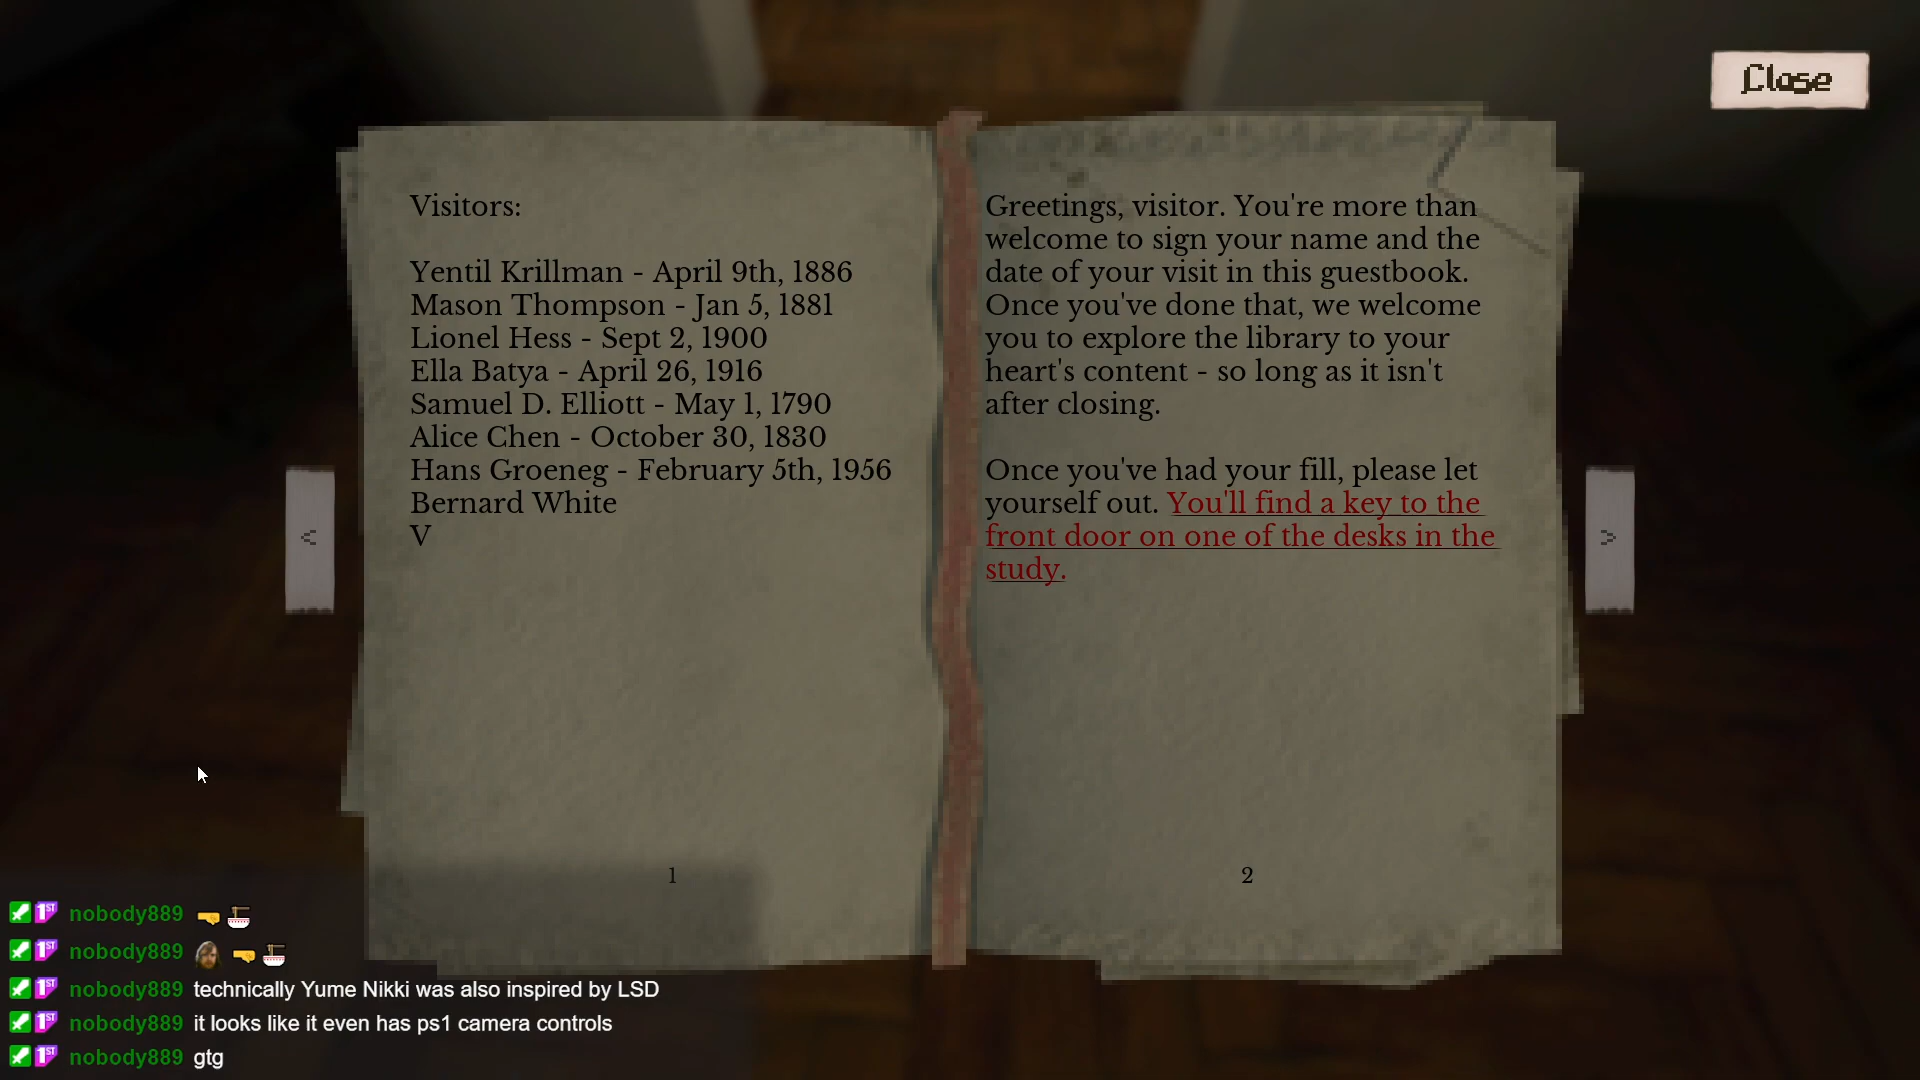 Close
Visitors:
Yentil Krillman - April 9th, 1886
Mason Thompson - Jan 5, 1881
Lionel Hess - Sept 2, 1900
Ella Batya - April 26, 1916
Samuel D. Elliott - May 1, 1790
Alice Chen - October 30, 1830
Hans Groeneg - February 5th, 1956
Bernard White
V
1
Greetings, visitor. You're more than
welcome to sign your name and the
date of your visit in this guestbook.
Once you've done that, we welcome
you to explore the library to your
heart's content - so long as it isn't
after closing.
Once you've had your fill, please let
yourself out. You'll find a key to the
front door on one of the desks in the
study.
2
<
>
1ST nobody889 🤜 🍜
1ST nobody889 🤜 🍜
1ST nobody889 technically Yume Nikki was also inspired by LSD
1ST nobody889 it looks like it even has ps1 camera controls
1ST nobody889 gtg